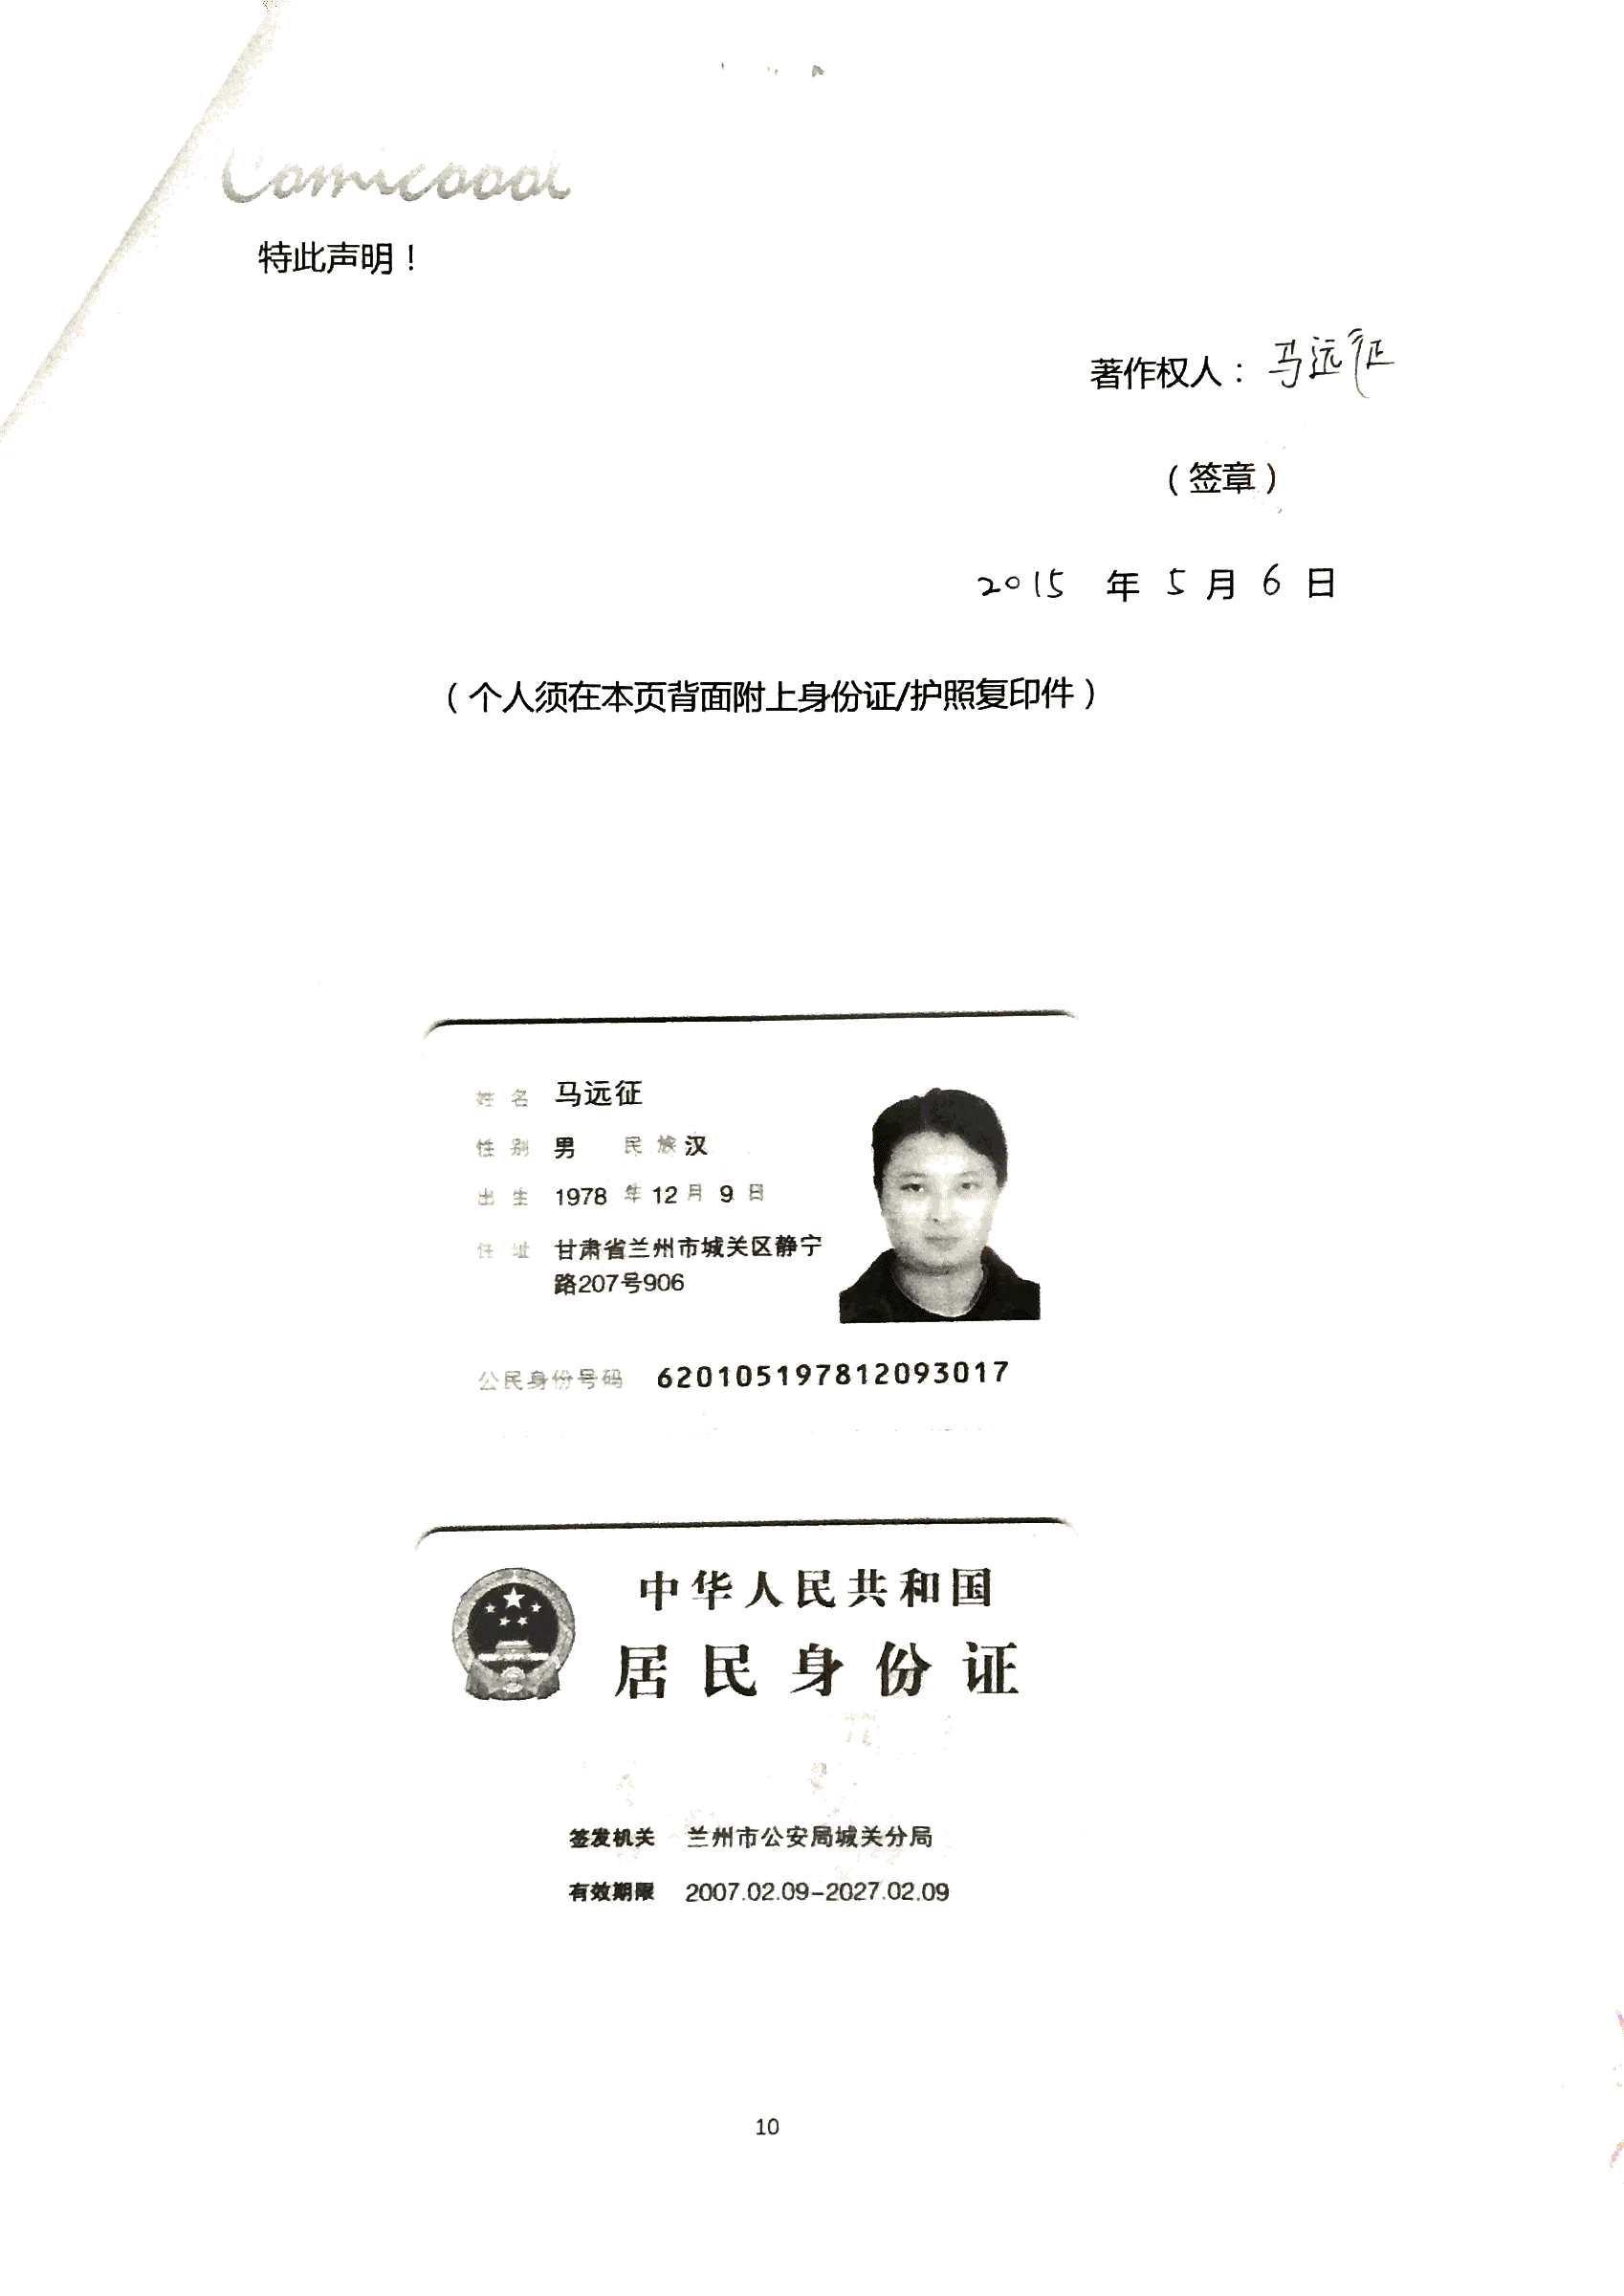 Comicoool
特此声明！
著作权人：马远征
（签章）
2015 年 5 月 6 日
（个人须在本页背面附上身份证/护照复印件）
姓名 马远征
性别 男 民族 汉
出生 1978 年 12 月 9 日
住址 甘肃省兰州市城关区静宁
路207号906
公民身份号码 620105197812093017
中华人民共和国
居民身份证
签发机关 兰州市公安局城关分局
有效期限 2007.02.09-2027.02.09
10